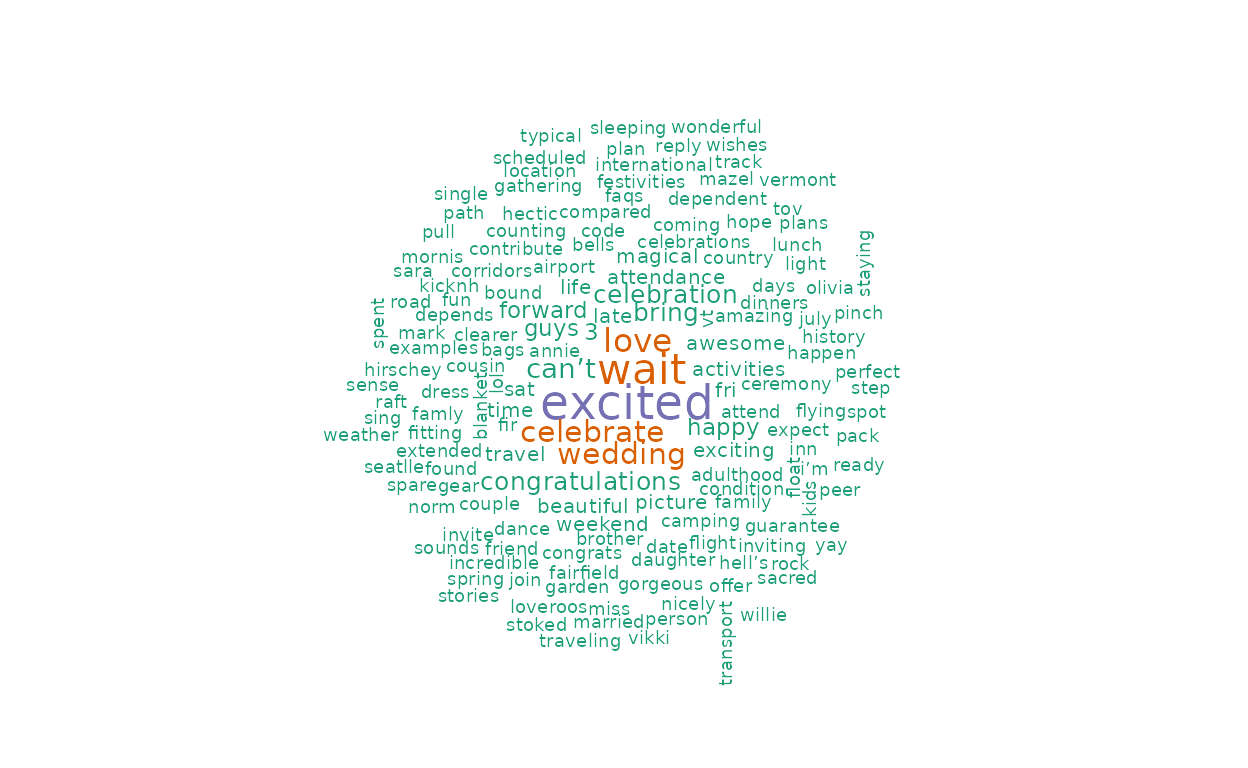 sleeping wonderful
typical
plan reply wishes
scheduled international track
location
gathering festivities mazel vermont
single faqs dependent
path hectic compared tov
pull counting code coming hope plans
contribute bells celebrations lunch
mornis magical country light staying
sara corridors airport attendance
kicknh bound life celebration days olivia
road fun forward bring dinners
spent depends late vt amazing july pinch
mark clearer guys 3 love awesome history
examples bags annie happen
hirschey cousin can't wait activities perfect
sense lol sat fri ceremony step
raft dress blanket excited
sing famly time attend flying spot
weather fitting fir celebrate happy expect pack
extended travel wedding exciting inn
seatlle found adulthood float i'm ready
spare gear congratulations condition kids peer
norm couple beautiful picture family
invite dance weekend camping guarantee
sounds friend congrats brother date flight inviting yay
incredible daughter hell's rock
spring join fairfield garden gorgeous offer sacred
stories
loveroos miss nicely
stoked married person transport willie
traveling vikki